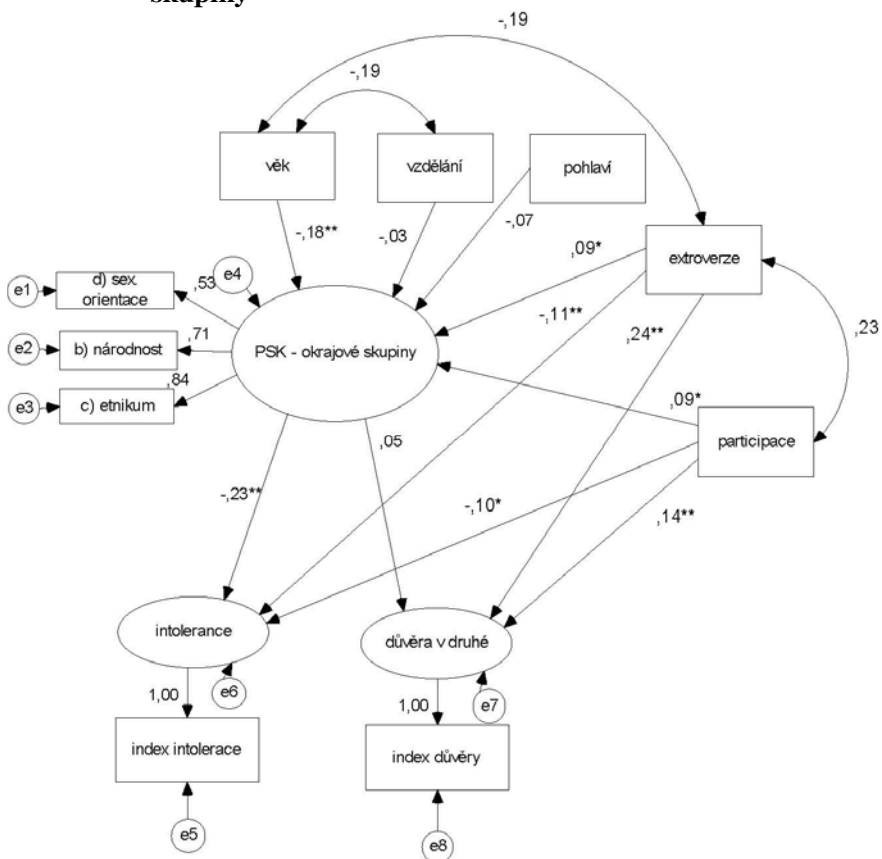 skupiny
-,19
-,19
věk
vzdělání
pohlaví
-,18**
-,03
-,07
extroverze
,09*
e4
,53
e1
d) sex.
orientace
-,11**
,24**
,23
e2
b) národnost
,71
PSK - okrajové skupiny
,84
e3
c) etnikum
,09*
participace
,05
-,23**
-,10*
,14**
intolerance
důvěra v druhé
e6
e7
1,00
1,00
index intolerace
index důvěry
e5
e8